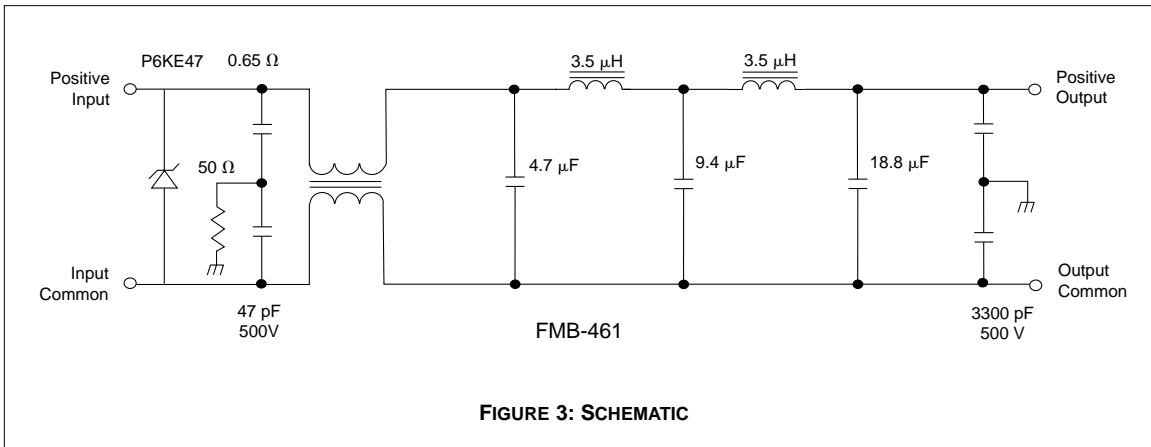 P6KE47 0.65 Ω
3.5 μH 3.5 μH
Positive
Input
Positive
Output
50 Ω
4.7 μF
9.4 μF
18.8 μF
Input
Common
Output
Common
47 pF
500V
FMB-461
3300 pF
500 V
FIGURE 3: SCHEMATIC